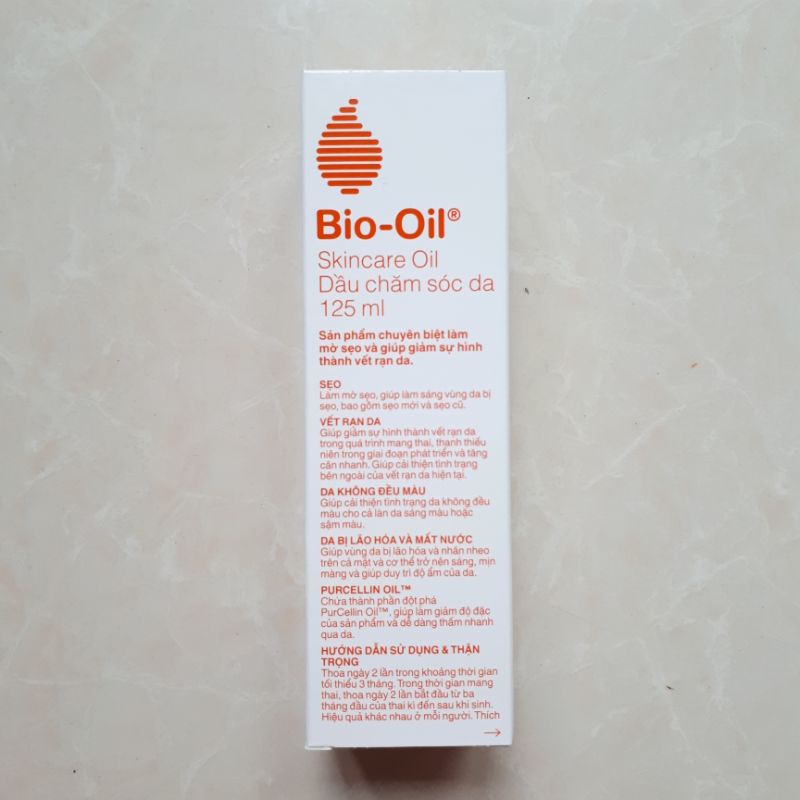 Bio-Oil®
Skincare Oil
Dầu chăm sóc da
125 ml
Sản phẩm chuyên biệt làm
mờ sẹo và giúp giảm sự hình
thành vết rạn da.
SẸO
Làm mờ sẹo, giúp làm sáng vùng da bị
sẹo, bao gồm sẹo mới và sẹo cũ.
VẾT RẠN DA
Giúp giảm sự hình thành vết rạn da
trong quá trình mang thai, thanh thiếu
niên trong giai đoạn phát triển và tăng
cân nhanh. Giúp cải thiện tình trạng
bên ngoài của vết rạn da hiện tại.
DA KHÔNG ĐỀU MÀU
Giúp cải thiện tình trạng da không đều
màu cho cả làn da sáng màu hoặc
sậm màu.
DA BỊ LÃO HÓA VÀ MẤT NƯỚC
Giúp vùng da bị lão hóa và nhăn nheo
trên cả mặt và cơ thể trở nên sáng, mịn
màng và giúp duy trì độ ẩm của da.
PURCELLIN OIL™
Chứa thành phần đột phá
PurCellin Oil™, giúp làm giảm độ đặc
của sản phẩm và dễ dàng thấm nhanh
qua da.
HƯỚNG DẪN SỬ DỤNG & THẬN
TRỌNG
Thoa ngày 2 lần trong khoảng thời gian
tối thiểu 3 tháng. Trong thời gian mang
thai, thoa ngày 2 lần bắt đầu từ ba
tháng đầu của thai kì đến sau khi sinh.
Hiệu quả khác nhau ở mỗi người. Thích
→